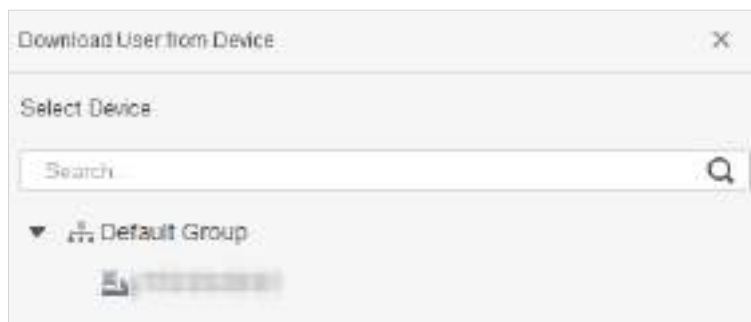 Download User from Device
Select Device
Search...
Default Group